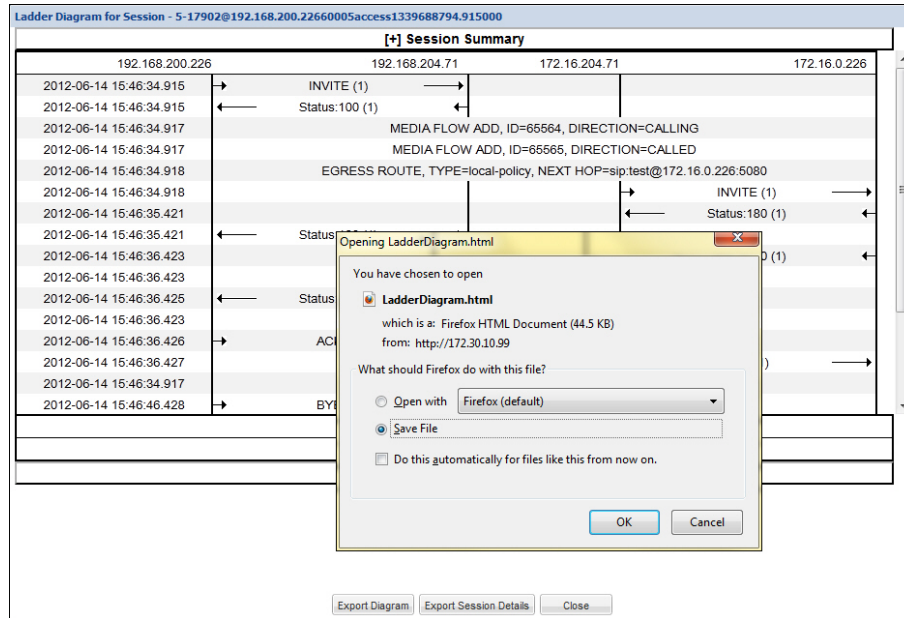 Ladder Diagram for Session - 5-17902@192.168.200.22660005access1339688794.915000
[+] Session Summary
192.168.200.226 192.168.204.71 172.16.204.71 172.16.0.226
2012-06-14 15:46:34.915 INVITE (1)
2012-06-14 15:46:34.915 Status:100 (1)
2012-06-14 15:46:34.917 MEDIA FLOW ADD, ID=65564, DIRECTION=CALLING
2012-06-14 15:46:34.917 MEDIA FLOW ADD, ID=65565, DIRECTION=CALLED
2012-06-14 15:46:34.918 EGRESS ROUTE, TYPE=local-policy, NEXT HOP=sip:test@172.16.0.226:5080
2012-06-14 15:46:34.918 INVITE (1)
2012-06-14 15:46:35.421 Status:180 (1)
2012-06-14 15:46:35.421 Status
2012-06-14 15:46:36.423 0 (1)
2012-06-14 15:46:36.423
2012-06-14 15:46:36.425 Status
2012-06-14 15:46:36.423
2012-06-14 15:46:36.426 AC
2012-06-14 15:46:36.427 )
2012-06-14 15:46:34.917
2012-06-14 15:46:46.428 BY
Opening LadderDiagram.html
You have chosen to open
LadderDiagram.html
which is a: Firefox HTML Document (44.5 KB)
from: http://172.30.10.99
What should Firefox do with this file?
Open with Firefox (default)
Save File
Do this automatically for files like this from now on.
OK Cancel
Export Diagram Export Session Details Close